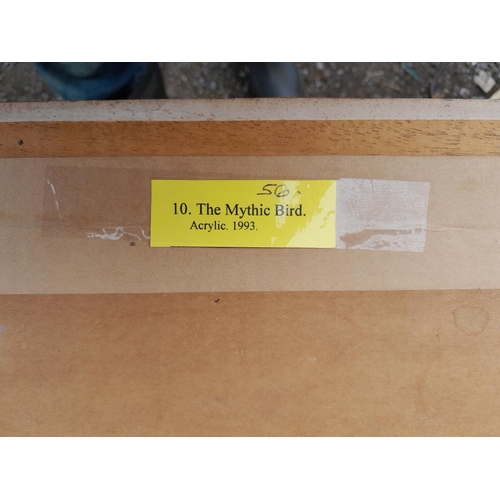 56.
10. The Mythic Bird.
Acrylic. 1993.